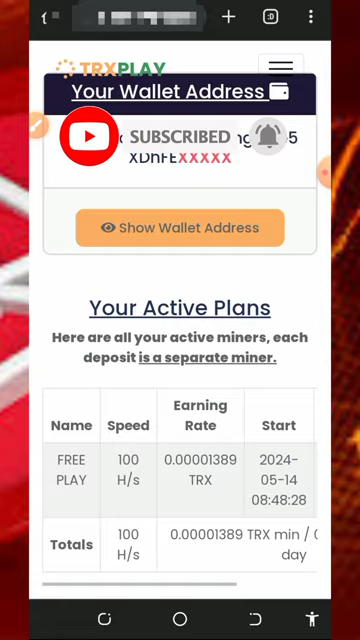 TRXPLAY
Your Wallet Address
SUBSCRIBED
XDnFEXXXXX
Show Wallet Address
Your Active Plans
Here are all your active miners, each
deposit is a separate miner.
Name Speed Earning Rate Start
FREE PLAY 100 H/s 0.00001389 TRX 2024-05-14 08:48:28
Totals 100 H/s 0.00001389 TRX min / day